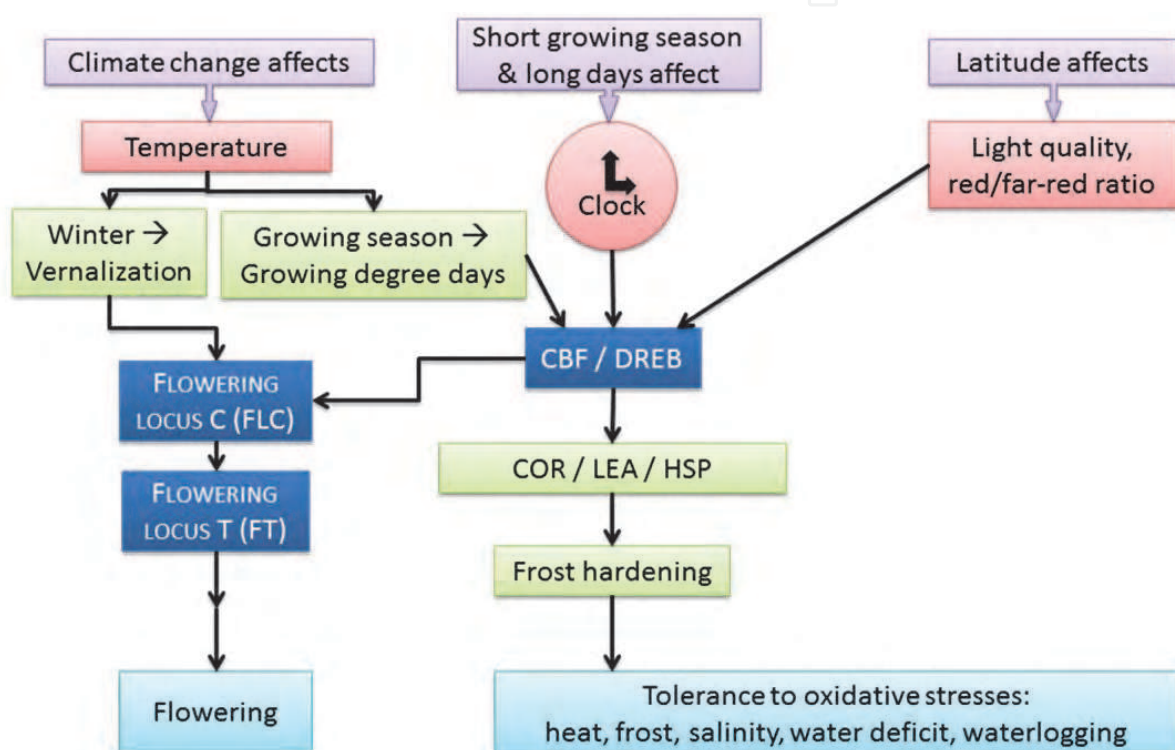 Climate change affects
Short growing season
& long days affect
Latitude affects
Temperature
Clock
Light quality,
red/far-red ratio
Winter →
Vernalization
Growing season →
Growing degree days
CBF / DREB
FLOWERING
LOCUS C (FLC)
COR / LEA / HSP
FLOWERING
LOCUS T (FT)
Frost hardening
Flowering
Tolerance to oxidative stresses:
heat, frost, salinity, water deficit, waterlogging